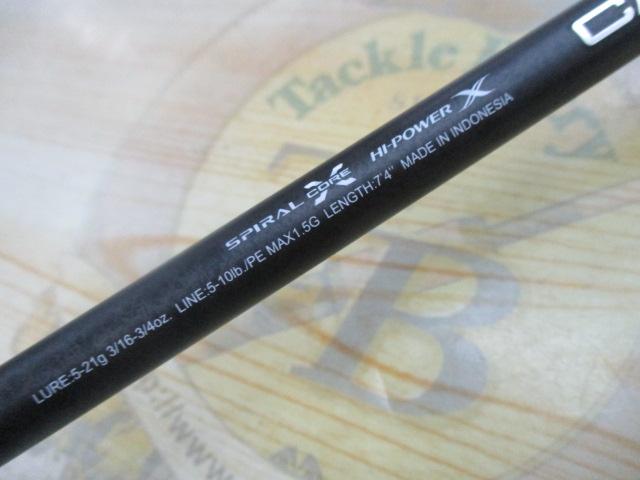 SPIRAL X CORE HI-POWER X
LURE:5-21g 3/16-3/4oz. LINE:5-10lb./PE MAX1.5G LENGTH:7'4" MADE IN INDONESIA
Tackle
B